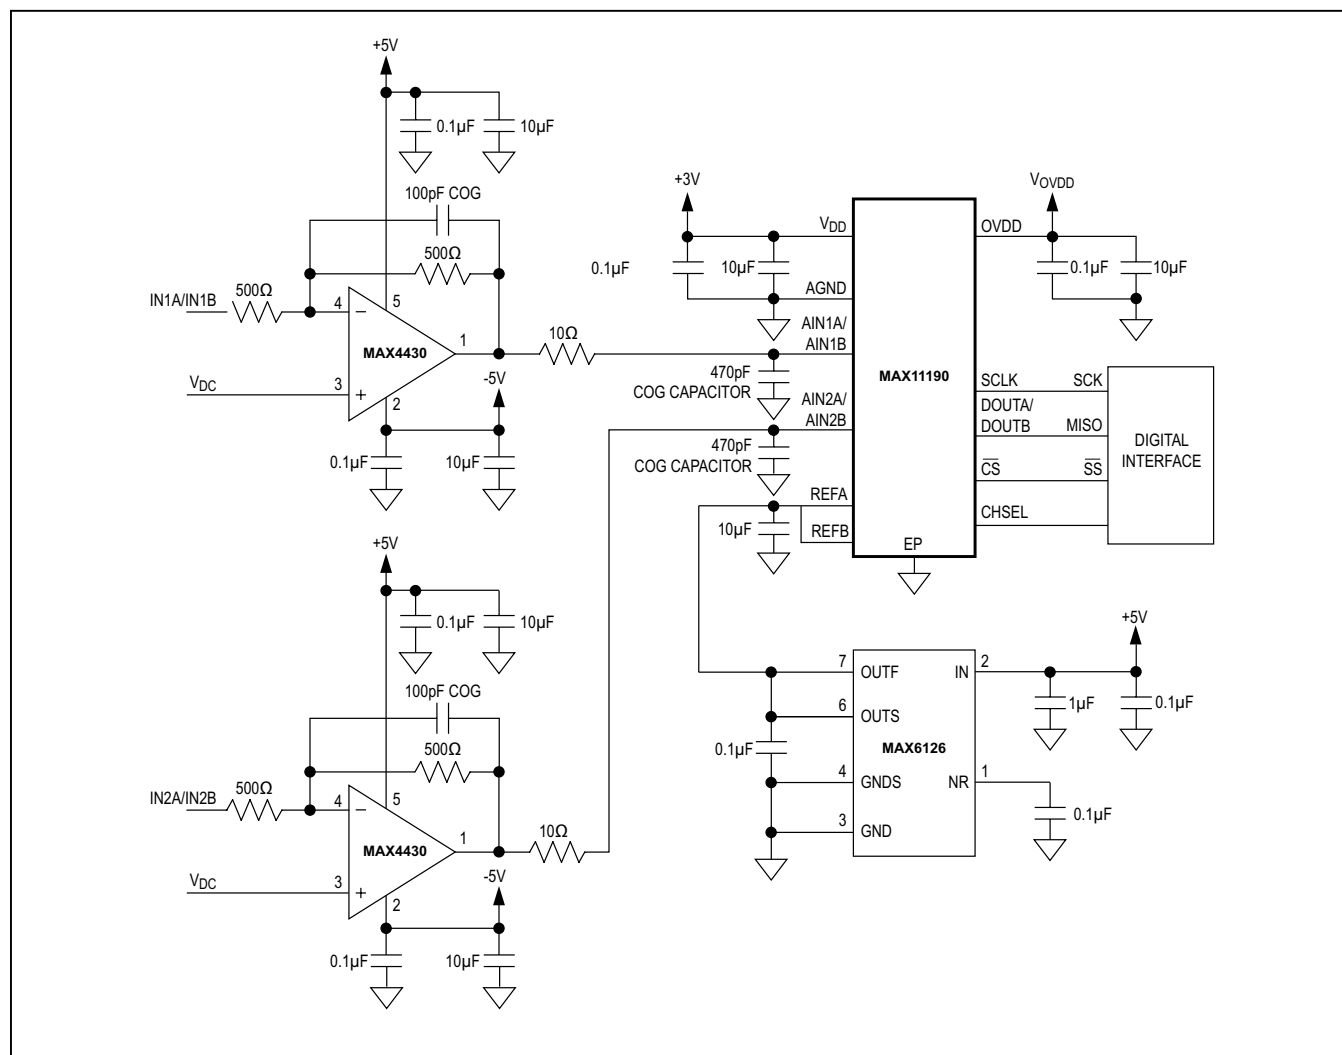 +5V
0.1µF
10µF
100pF COG
500Ω
500Ω
IN1A/IN1B
4
−
5
1
MAX4430
VDC
3
+
2
-5V
0.1µF
10µF
10Ω
+5V
0.1µF
10µF
100pF COG
500Ω
500Ω
IN2A/IN2B
4
−
5
1
MAX4430
VDC
3
+
2
-5V
0.1µF
10µF
10Ω
+3V
0.1µF
10µF
VDD
AGND
AIN1A/
AIN1B
470pF
COG CAPACITOR
AIN2A/
AIN2B
470pF
COG CAPACITOR
REFA
10µF
REFB
MAX11190
EP
VOVDD
OVDD
0.1µF
10µF
SCLK
SCK
DOUTA/
DOUTB
MISO
CS
SS
CHSEL
DIGITAL
INTERFACE
7
OUTF
IN
2
+5V
1µF
0.1µF
6
OUTS
MAX6126
0.1µF
4
GNDS
NR
1
0.1µF
3
GND